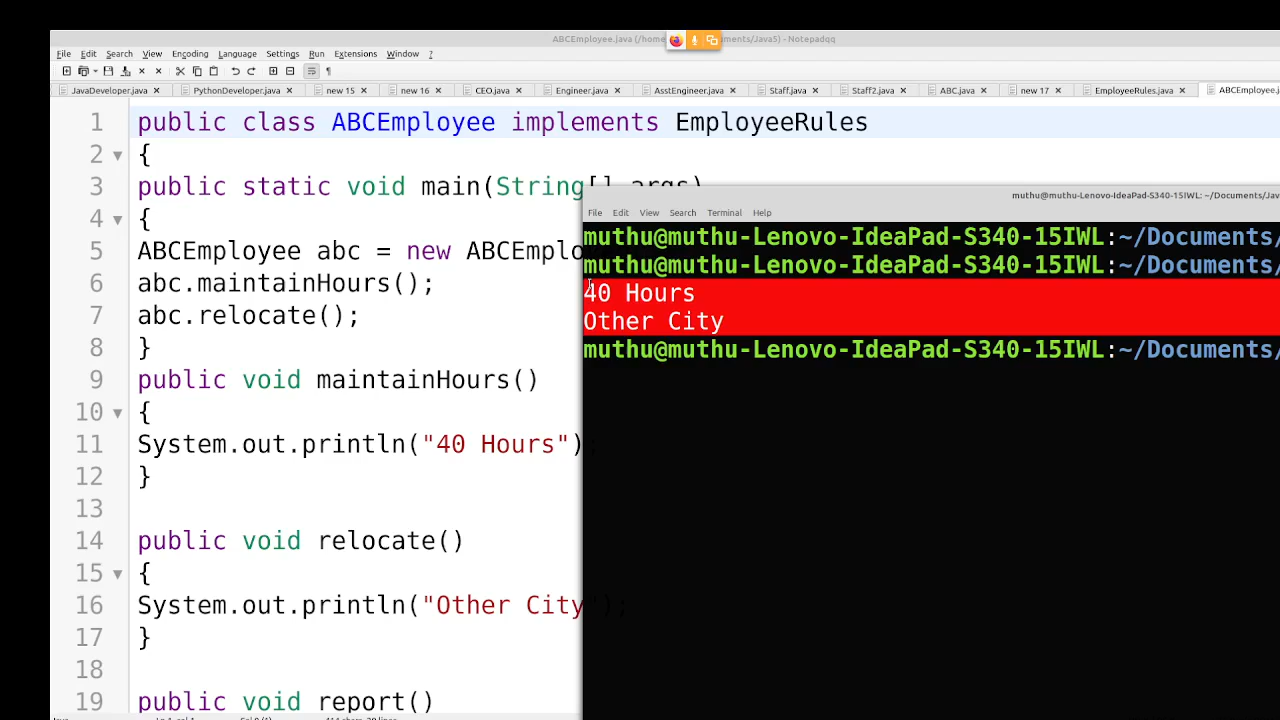 ABCEmployee.java (/home ments/Java5) - Notepadqq
File Edit Search View Encoding Language Settings Run Extensions Window ?
JavaDeveloper.java PythonDeveloper.java new 15 new 16 CEO.java Engineer.java AsstEngineer.java Staff.java Staff2.java ABC.java new 17 EmployeeRules.java ABCEmployee.
1 public class ABCEmployee implements EmployeeRules
2 {
3 public static void main(String[] args)
4 {
5 ABCEmployee abc = new ABCEmplo
6 abc.maintainHours();
7 abc.relocate();
8 }
9 public void maintainHours()
10 {
11 System.out.println("40 Hours");
12 }
13
14 public void relocate()
15 {
16 System.out.println("Other City");
17 }
18
19 public void report()
muthu@muthu-Lenovo-IdeaPad-S340-15IWL: ~/Documents/Jav
File Edit View Search Terminal Help
muthu@muthu-Lenovo-IdeaPad-S340-15IWL:~/Documents/
muthu@muthu-Lenovo-IdeaPad-S340-15IWL:~/Documents/
40 Hours
Other City
muthu@muthu-Lenovo-IdeaPad-S340-15IWL:~/Documents/